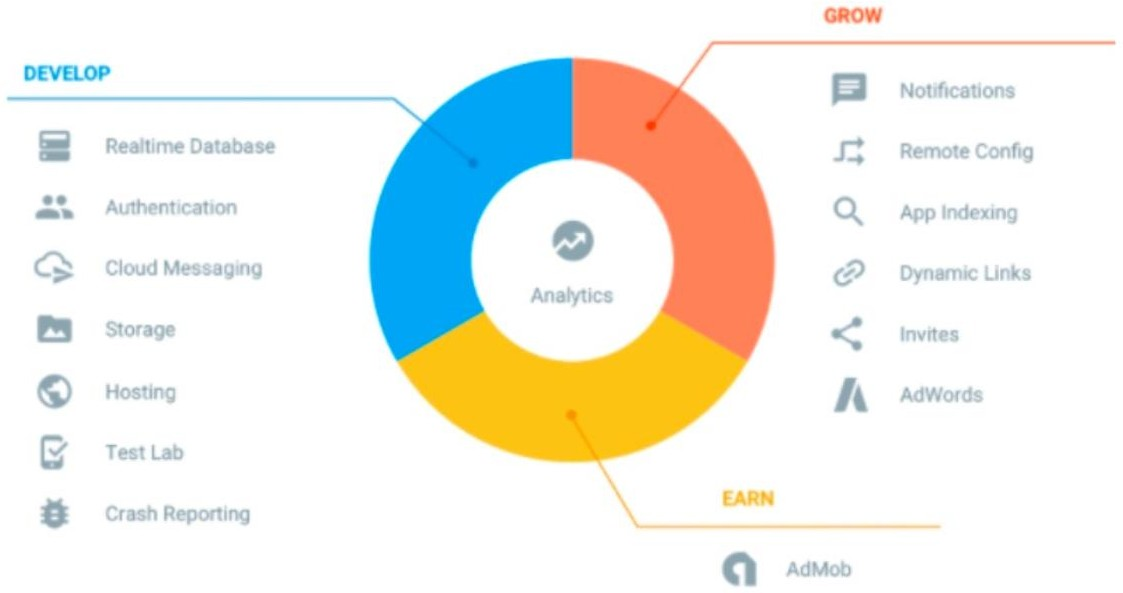 GROW
DEVELOP
Notifications
Realtime Database
Remote Config
Authentication
App Indexing
Cloud Messaging
Dynamic Links
Analytics
Storage
Invites
Hosting
AdWords
Test Lab
EARN
Crash Reporting
AdMob